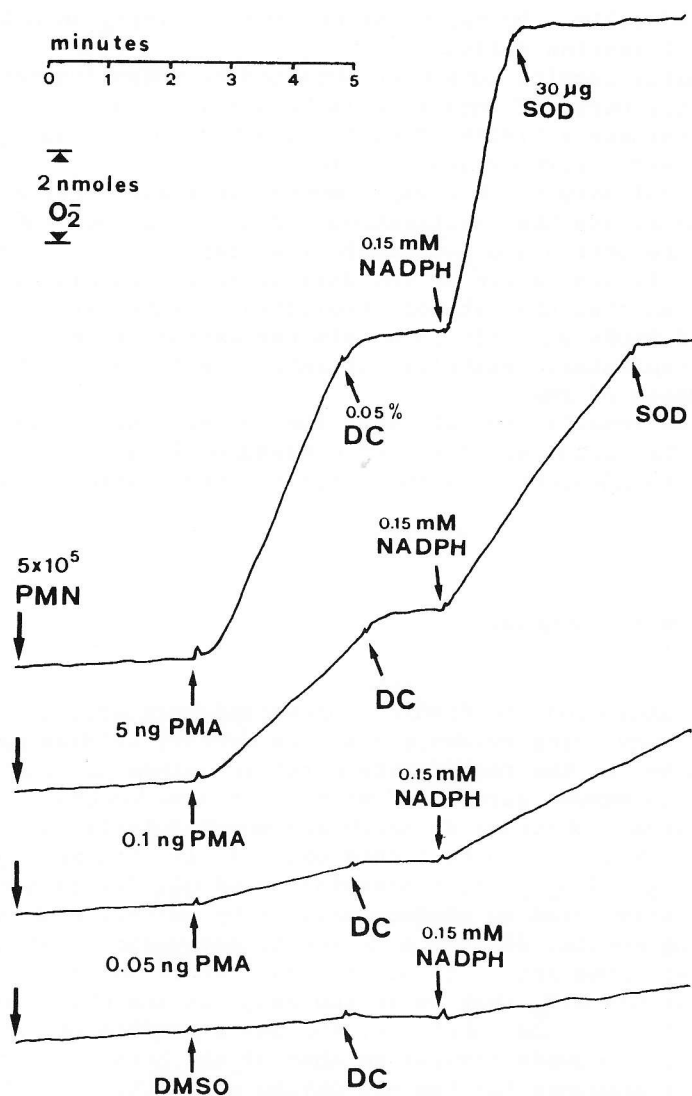 minutes
0 1 2 3 4 5
2 nmoles
O₂⁻
30 µg
SOD
0.15 mM
NADPH
0.05 %
DC
SOD
0.15 mM
NADPH
5x10⁵
PMN
DC
5 ng PMA
0.15 mM
NADPH
0.1 ng PMA
DC
0.15 mM
NADPH
0.05 ng PMA
DC
DMSO